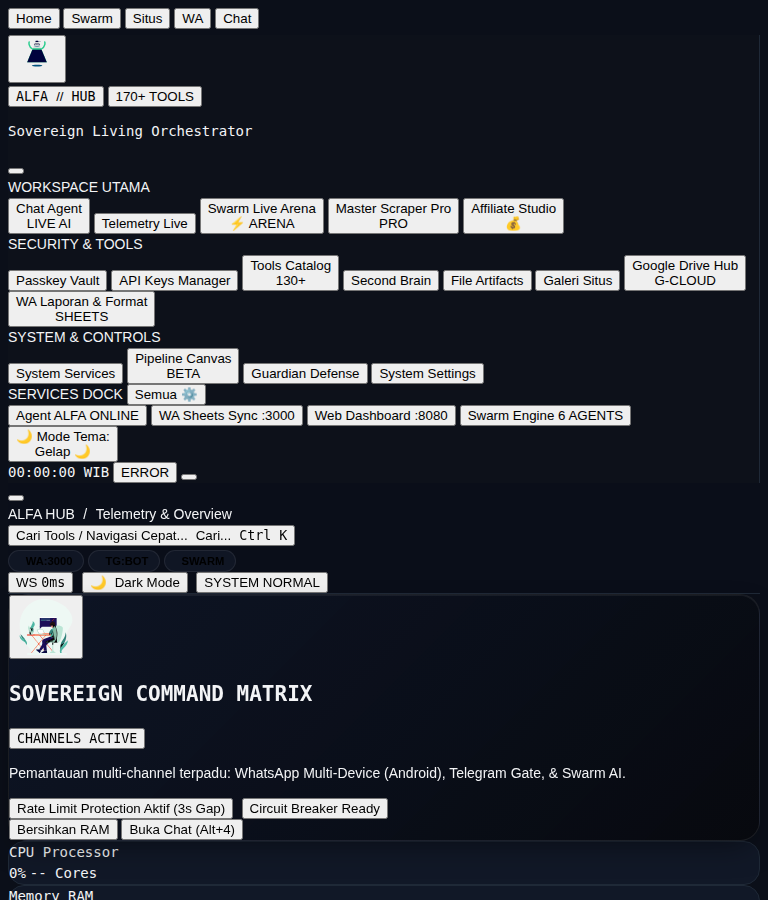 Home Swarm Situs WA Chat
ALFA // HUB 170+ TOOLS
Sovereign Living Orchestrator
WORKSPACE UTAMA
Chat Agent
LIVE AI
Telemetry Live
Swarm Live Arena
⚡ ARENA
Master Scraper Pro
PRO
Affiliate Studio
💰
SECURITY & TOOLS
Passkey Vault
API Keys Manager
Tools Catalog
130+
Second Brain
File Artifacts
Galeri Situs
Google Drive Hub
G-CLOUD
WA Laporan & Format
SHEETS
SYSTEM & CONTROLS
System Services
Pipeline Canvas
BETA
Guardian Defense
System Settings
SERVICES DOCK Semua ⚙️
Agent ALFA ONLINE WA Sheets Sync :3000 Web Dashboard :8080 Swarm Engine 6 AGENTS
🌙 Mode Tema:
Gelap 🌙
00:00:00 WIB ERROR
ALFA HUB / Telemetry & Overview
Cari Tools / Navigasi Cepat... Cari... Ctrl K
WA:3000 TG:BOT SWARM
WS 0ms 🌙 Dark Mode SYSTEM NORMAL
SOVEREIGN COMMAND MATRIX
CHANNELS ACTIVE
Pemantauan multi-channel terpadu: WhatsApp Multi-Device (Android), Telegram Gate, & Swarm AI.
Rate Limit Protection Aktif (3s Gap) Circuit Breaker Ready
Bersihkan RAM Buka Chat (Alt+4)
CPU Processor
0% -- Cores
Memory RAM